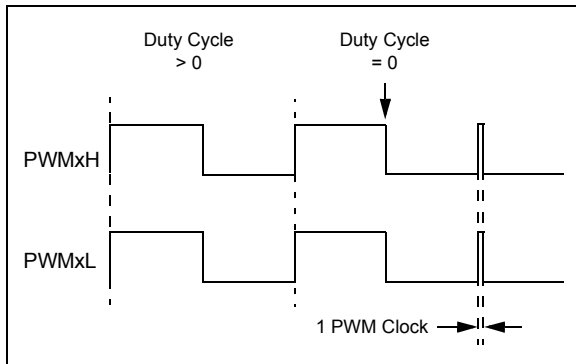 Duty Cycle
> 0
Duty Cycle
= 0
PWMxH
PWMxL
1 PWM Clock